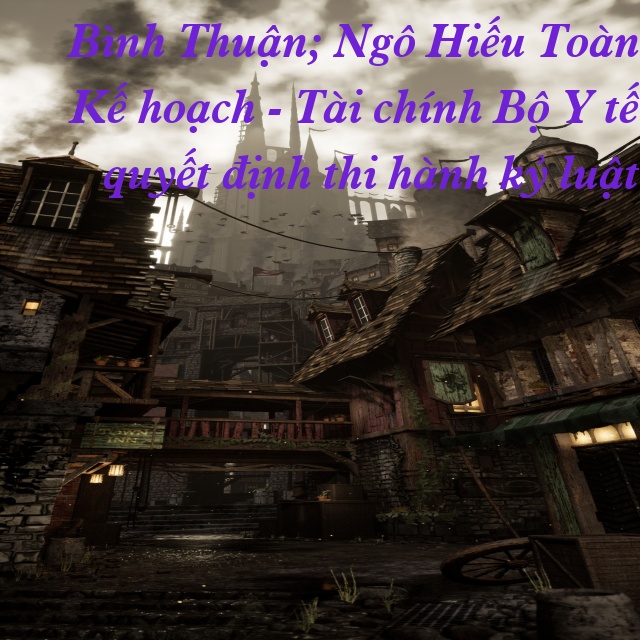 Bình Thuận; Ngô Hiếu Toàn
Kế hoạch - Tài chính Bộ Y tế
quyết định thi hành kỷ luật